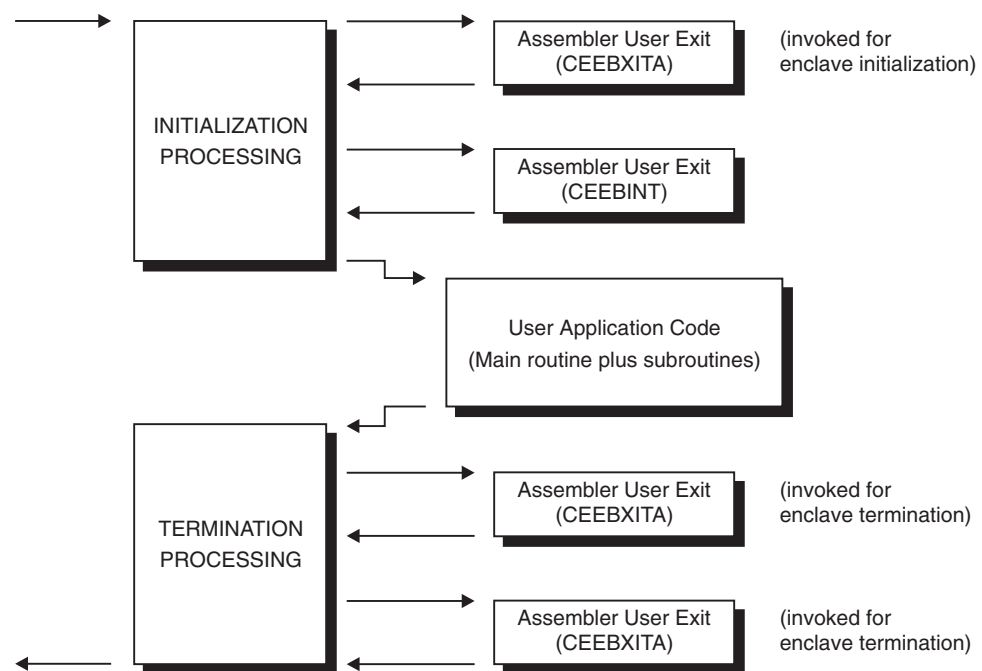 Assembler User Exit
(CEEBXITA)
(invoked for
enclave initialization)
INITIALIZATION
PROCESSING
Assembler User Exit
(CEEBINT)
User Application Code
(Main routine plus subroutines)
Assembler User Exit
(CEEBXITA)
(invoked for
enclave termination)
TERMINATION
PROCESSING
Assembler User Exit
(CEEBXITA)
(invoked for
enclave termination)